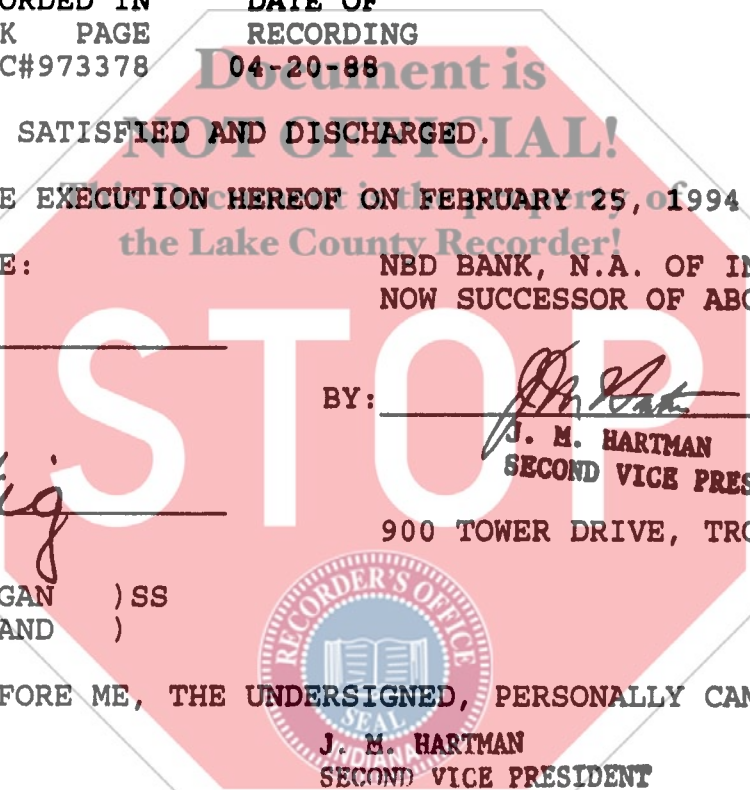 ORDED IN DATE OF
K PAGE RECORDING
C#973378 04-20-88
Document is
SATISFIED AND DISCHARGED.
NOT OFFICIAL!
E EXECUTION HEREOF ON FEBRUARY 25, 1994
This Document is the property of
the Lake County Recorder!
E: NBD BANK, N.A. OF IN
NOW SUCCESSOR OF ABO
STOP
BY:
J. M. HARTMAN
SECOND VICE PRES
900 TOWER DRIVE, TRO
GAN )SS
AND )
RECORDER'S OFFICE
FORE ME, THE UNDERSIGNED, PERSONALLY CAM
SEAL
INDIANA
J. M. HARTMAN
SECOND VICE PRESIDENT